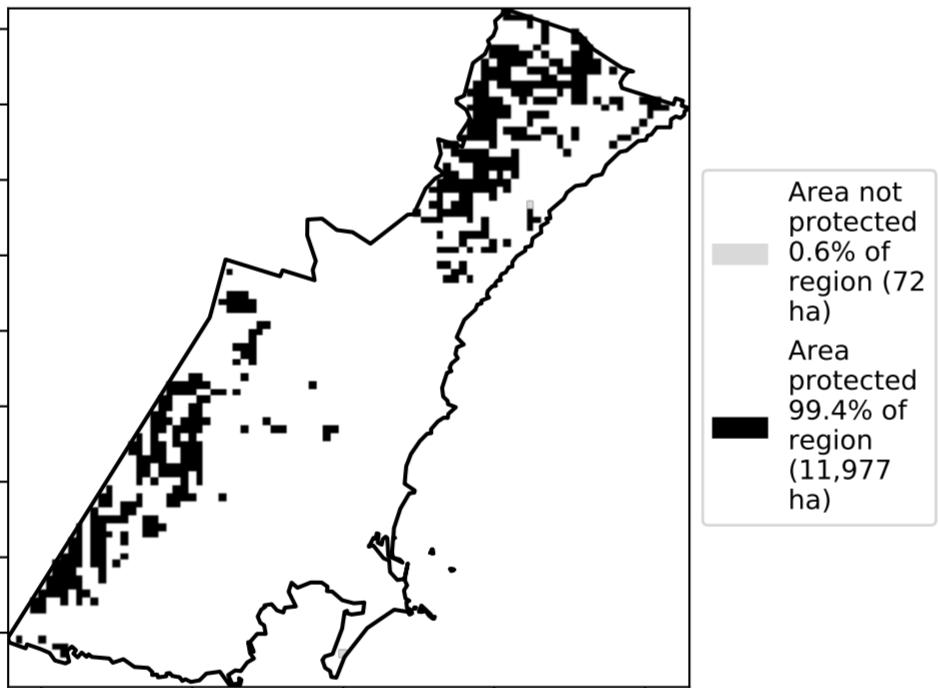 Area not
protected
0.6% of
region (72
ha)
Area
protected
99.4% of
region
(11,977
ha)